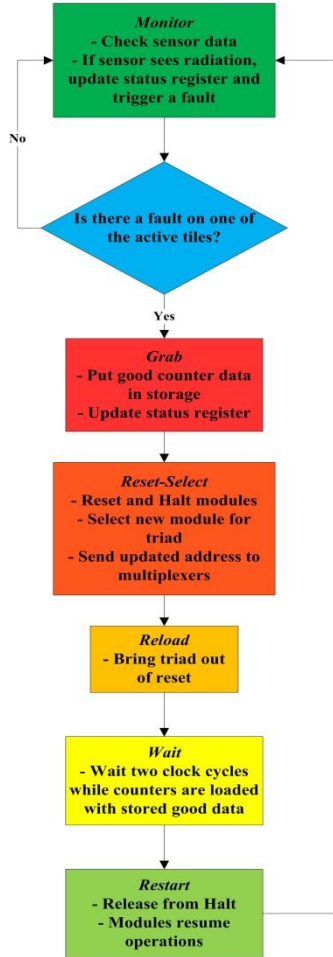 Monitor
- Check sensor data
- If sensor sees radiation,
update status register and
trigger a fault
No
Is there a fault on one of
the active tiles?
Yes
Grab
- Put good counter data
in storage
- Update status register
Reset-Select
- Reset and Halt modules
- Select new module for
triad
- Send updated address to
multiplexers
Reload
- Bring triad out
of reset
Wait
- Wait two clock cycles
while counters are loaded
with stored good data
Restart
- Release from Halt
- Modules resume
operations